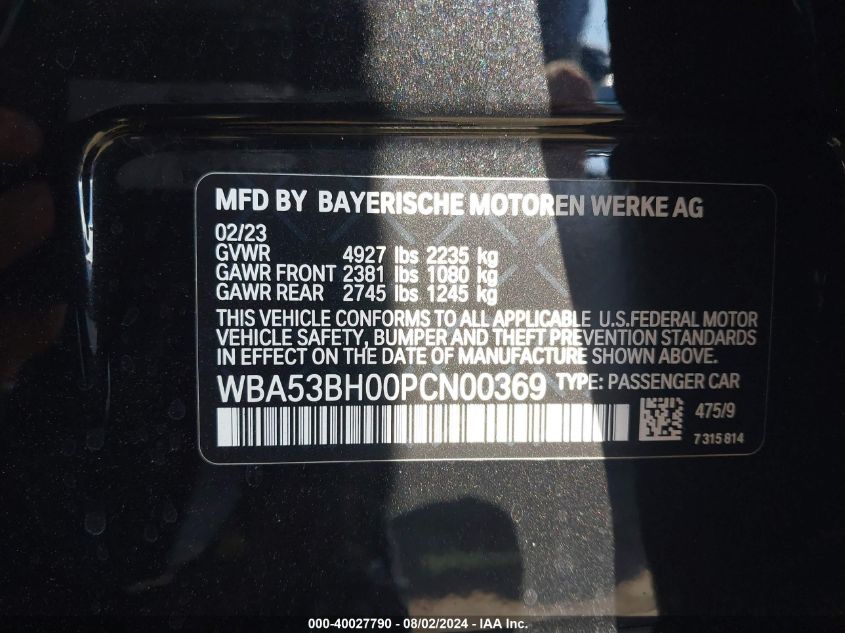 MFD BY BAYERISCHE MOTOREN WERKE AG
02/23
GVWR 4927 lbs 2235 kg
GAWR FRONT 2381 lbs 1080 kg
GAWR REAR 2745 lbs 1245 kg
THIS VEHICLE CONFORMS TO ALL APPLICABLE U.S.FEDERAL MOTOR
VEHICLE SAFETY, BUMPER AND THEFT PREVENTION STANDARDS
IN EFFECT ON THE DATE OF MANUFACTURE SHOWN ABOVE.
WBA53BH00PCN00369 TYPE: PASSENGER CAR
475/9
7 315 814
000-40027790 - 08/02/2024 - IAA Inc.